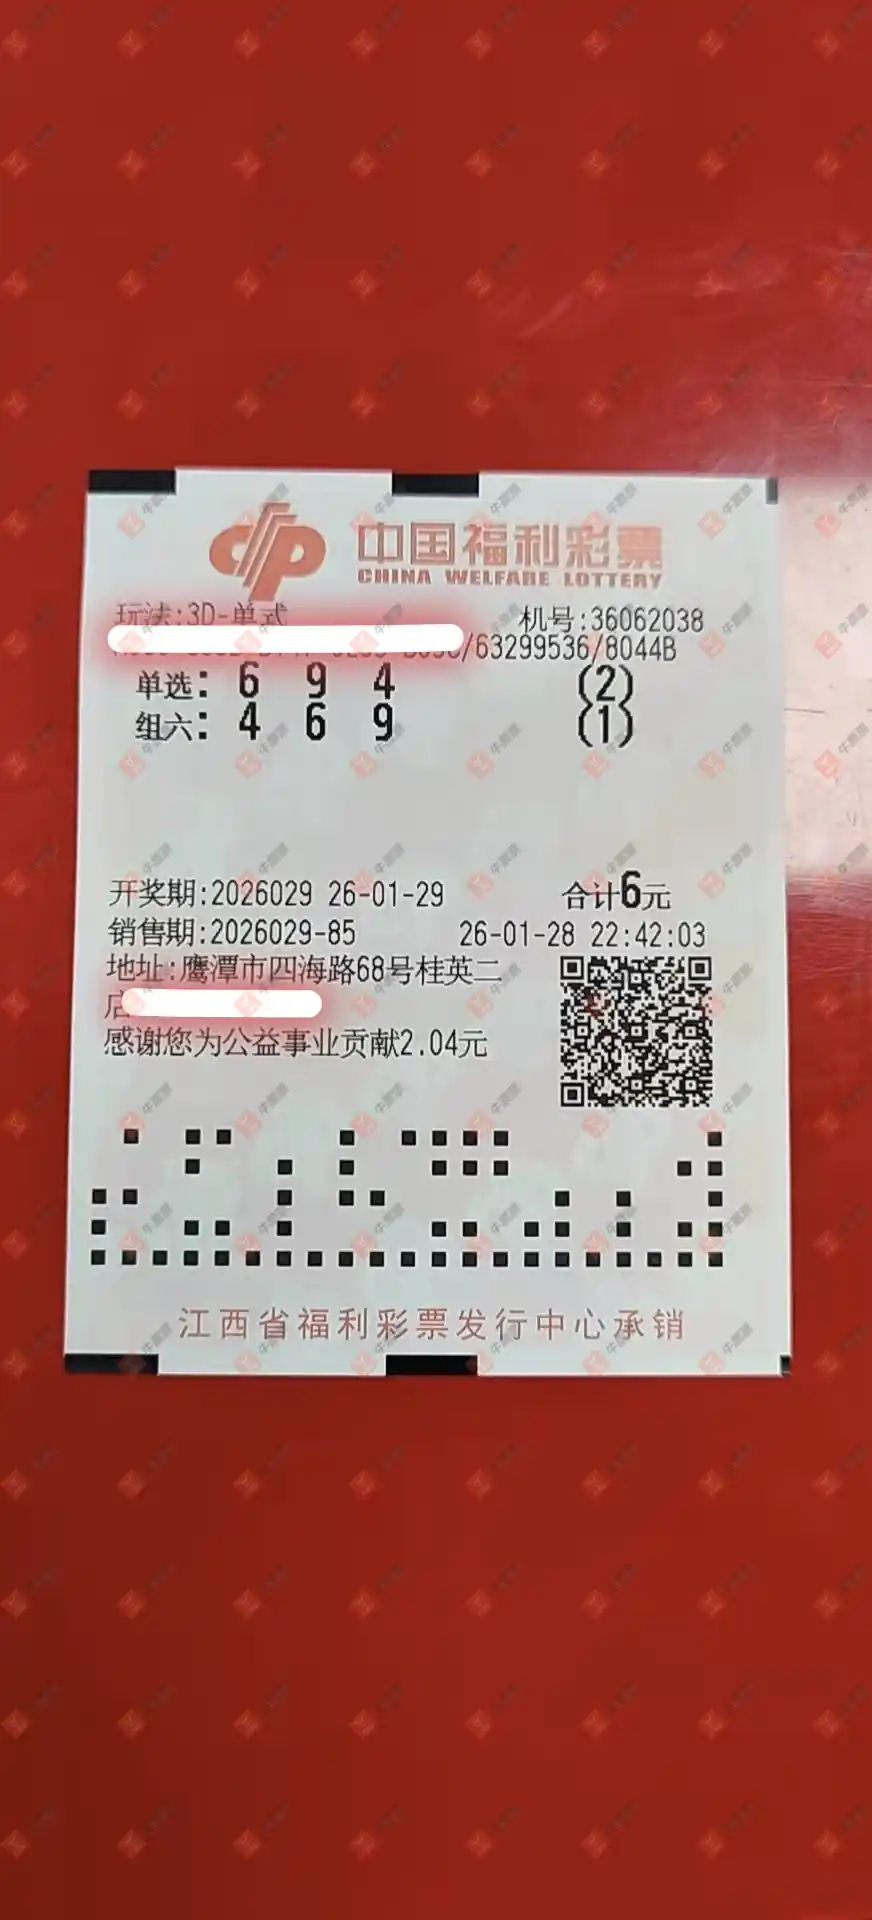 中国福利彩票
CHINA WELFARE LOTTERY
玩法:3D-单式 机号:36062038
/63299536/8044B
单选: 6 9 4 (2)
组六: 4 6 9 (1)
开奖期:2026029 26-01-29 合计6元
销售期:2026029-85 26-01-28 22:42:03
地址:鹰潭市四海路68号桂英二
店
感谢您为公益事业贡献2.04元
江西省福利彩票发行中心承销